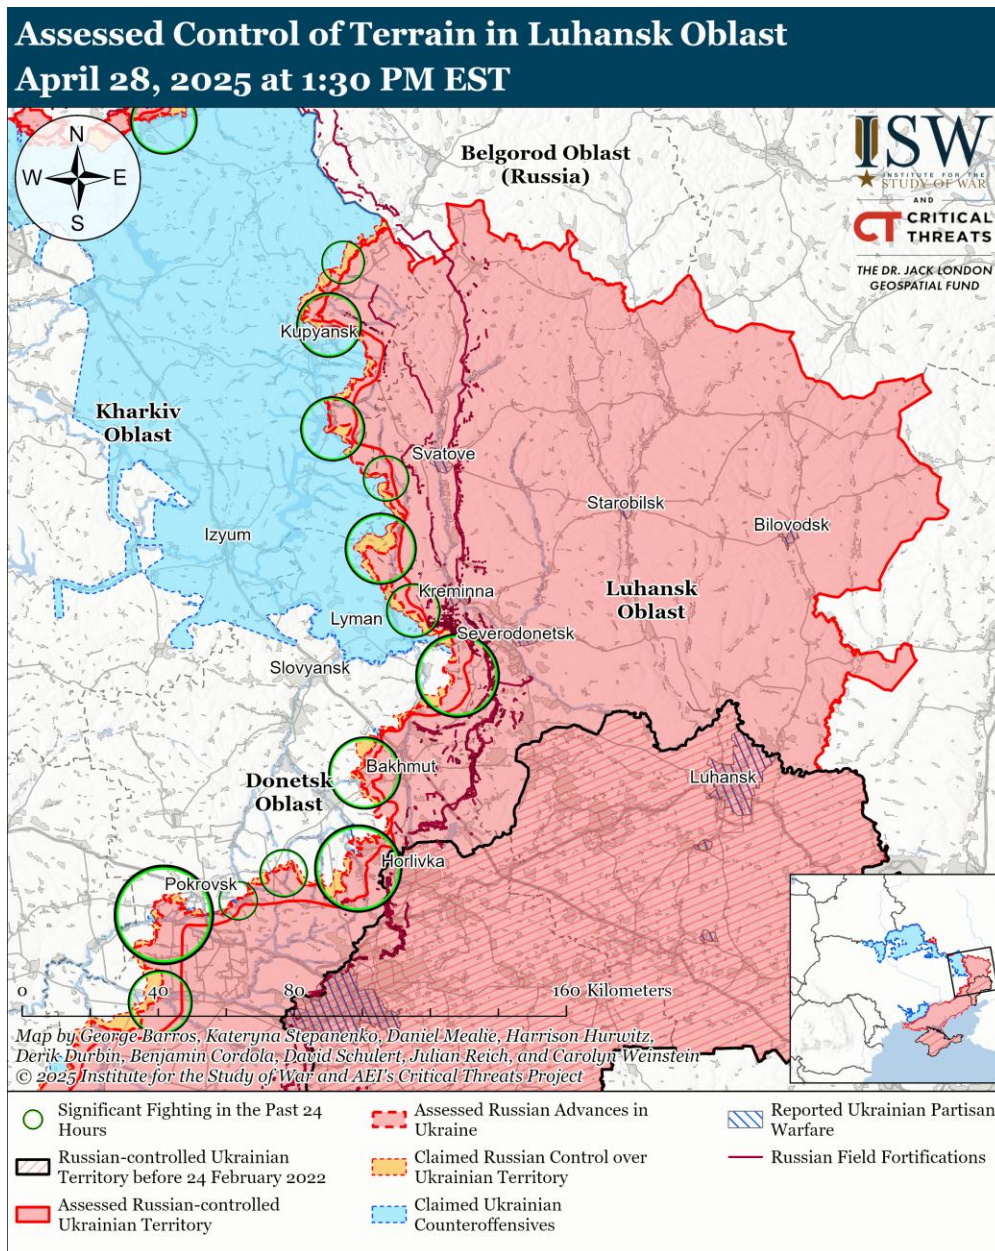 Assessed Control of Terrain in Luhansk Oblast
April 28, 2025 at 1:30 PM EST
N
W
E
S
Belgorod Oblast
(Russia)
ISW
INSTITUTE FOR THE
STUDY OF WAR
AND
CT CRITICAL
THREATS
THE DR. JACK LONDON
GEOSPATIAL FUND
Kupyansk
Kharkiv
Oblast
Svatove
Starobilsk
Bilovodsk
Izyum
Kreminna
Luhansk
Oblast
Lyman
Severodonetsk
Slovyansk
Bakhmut
Luhansk
Donetsk
Oblast
Horlivka
Pokrovsk
0
40
80
160 Kilometers
Map by George Barros, Kateryna Stepanenko, Daniel Mealie, Harrison Hurwitz,
Derik Durbin, Benjamin Cordola, David Schulert, Julian Reich, and Carolyn Weinstein
© 2025 Institute for the Study of War and AEI's Critical Threats Project
Significant Fighting in the Past 24
Hours
Russian-controlled Ukrainian
Territory before 24 February 2022
Assessed Russian-controlled
Ukrainian Territory
Assessed Russian Advances in
Ukraine
Claimed Russian Control over
Ukrainian Territory
Claimed Ukrainian
Counteroffensives
Reported Ukrainian Partisan
Warfare
Russian Field Fortifications